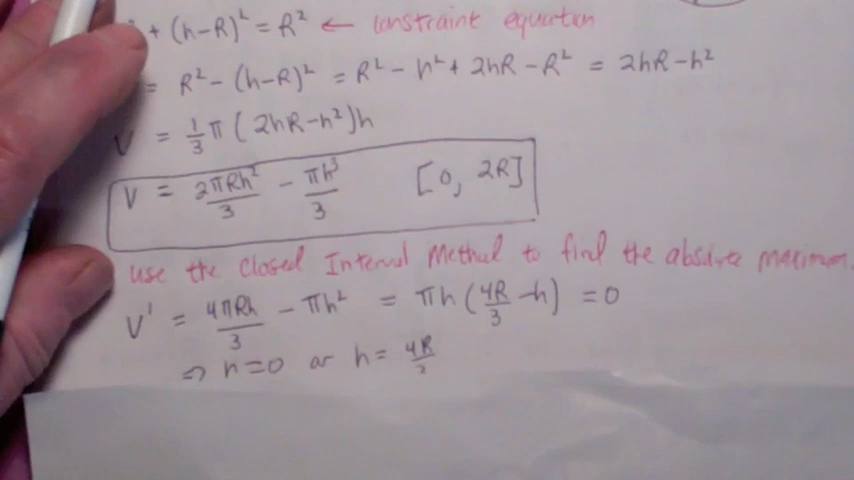 ² + (h-R)² = R² ← constraint equation
= R² - (h-R)² = R² - h² + 2hR - R² = 2hR - h²
V = 1/3 π (2hR - h²)h
V = 2πRh²/3 - πh³/3 [0, 2R]
use the Closed Interval Method to find the absolute maximum.
V' = 4πRh/3 - πh² = πh(4R/3 - h) = 0
⇒ h=0 or h = 4R/3